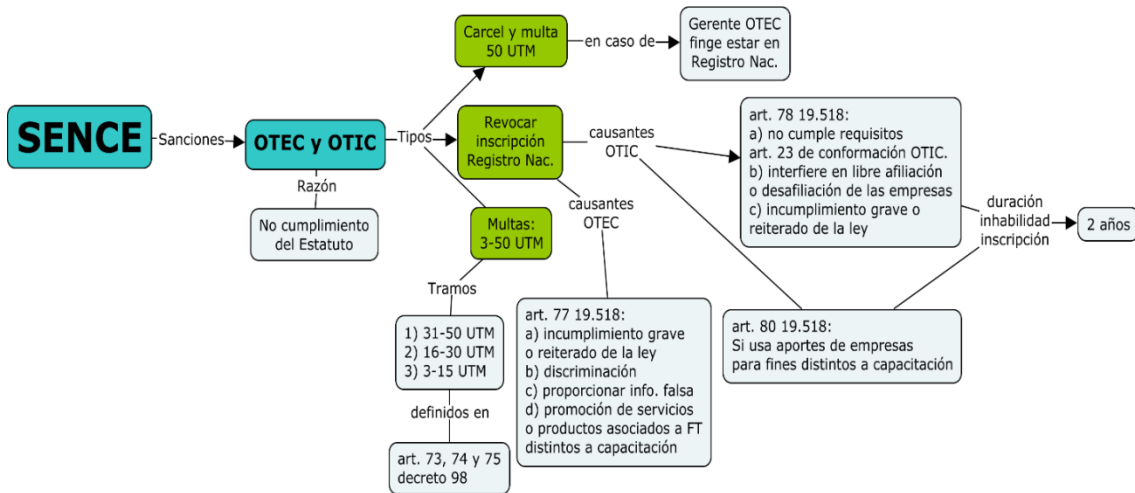 SENCE
Sanciones
OTEC y OTIC
Razón
No cumplimiento
del Estatuto
Tipos
Carcel y multa
50 UTM
en caso de
Gerente OTEC
finge estar en
Registro Nac.
Revocar
inscripción
Registro Nac.
causantes
OTIC
art. 78 19.518:
a) no cumple requisitos
art. 23 de conformación OTIC.
b) interfiere en libre afiliación
o desafiliación de las empresas
c) incumplimiento grave o
reiterado de la ley
duración
inhabilidad
inscripción
2 años
causantes
OTEC
Multas:
3-50 UTM
Tramos
1) 31-50 UTM
2) 16-30 UTM
3) 3-15 UTM
definidos en
art. 73, 74 y 75
decreto 98
art. 77 19.518:
a) incumplimiento grave
o reiterado de la ley
b) discriminación
c) proporcionar info. falsa
d) promoción de servicios
o productos asociados a FT
distintos a capacitación
art. 80 19.518:
Si usa aportes de empresas
para fines distintos a capacitación